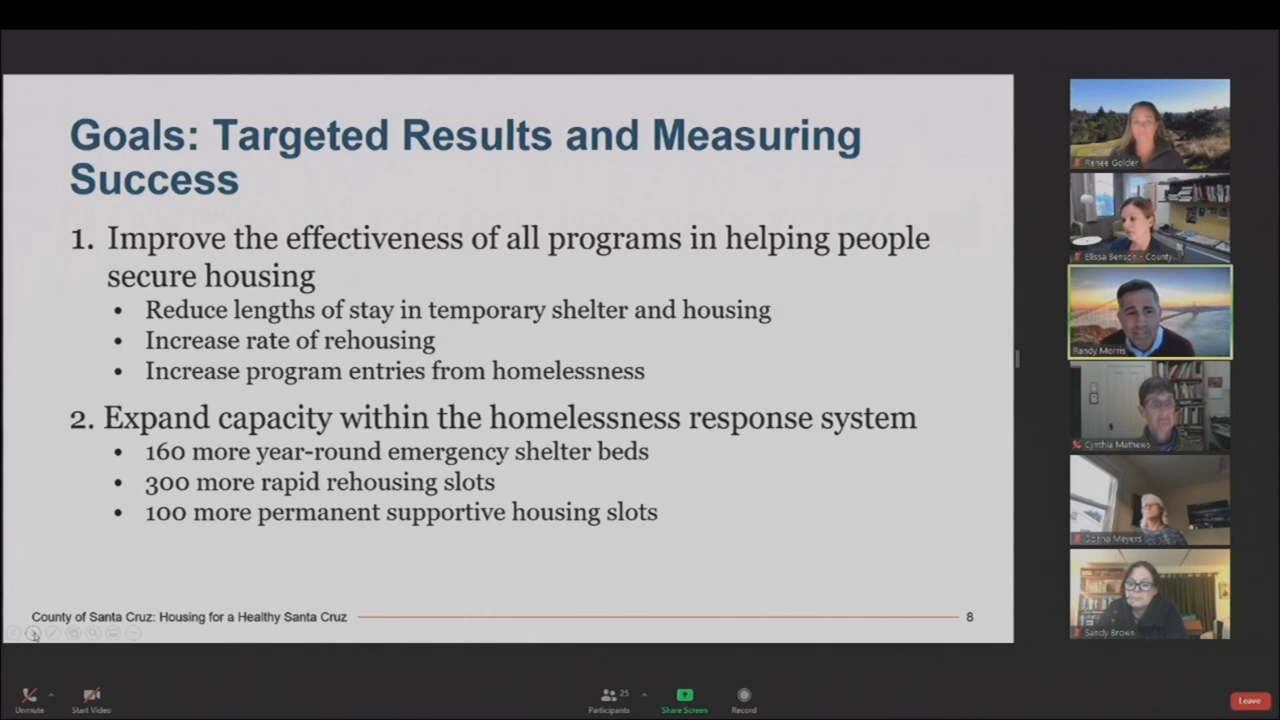 Goals: Targeted Results and Measuring
Success
1. Improve the effectiveness of all programs in helping people
secure housing
• Reduce lengths of stay in temporary shelter and housing
• Increase rate of rehousing
• Increase program entries from homelessness
2. Expand capacity within the homelessness response system
• 160 more year-round emergency shelter beds
• 300 more rapid rehousing slots
• 100 more permanent supportive housing slots
County of Santa Cruz: Housing for a Healthy Santa Cruz
8
Renee Golder
Elissa Benson - County...
Randy Morris
Cynthia Mathews
Donna Meyers
Sandy Brown
Unmute
Start Video
25
Participants
Share Screen
Record
Leave